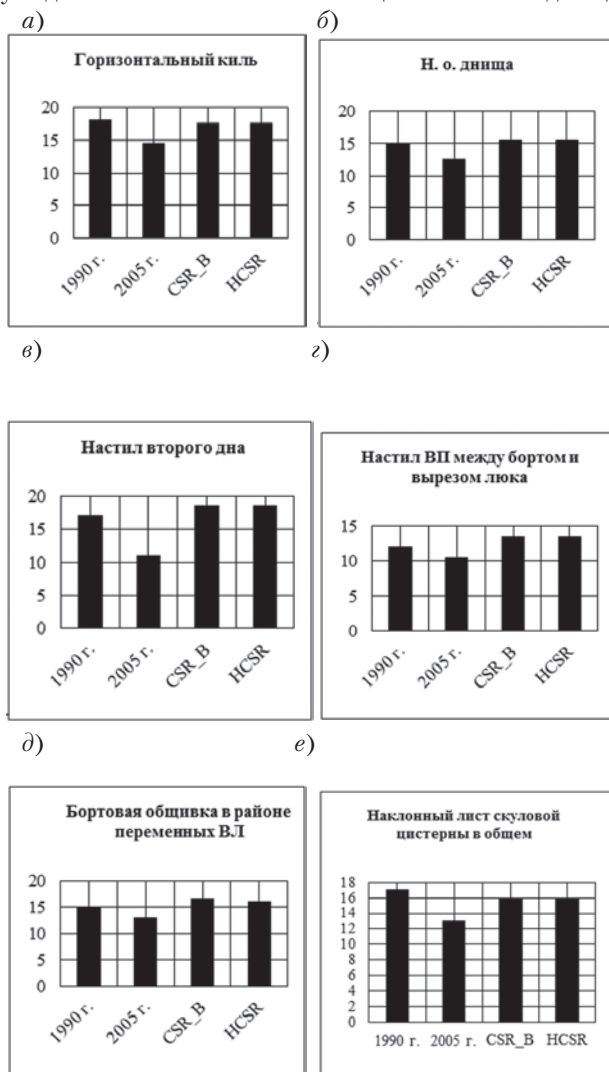 а) б)
Горизонтальный киль
20
15
10
5
0
1990 г. 2005 г. CSR_B HCSR
Н. о. днища
20
15
10
5
0
1990 г. 2005 г. CSR_B HCSR
в) г)
Настил второго дна
20
15
10
5
0
1990 г. 2005 г. CSR_B HCSR
Настил ВП между бортом и
вырезом люка
15
10
5
0
1990 г. 2005 г. CSR_B HCSR
д) е)
Бортовая общивка в районе
переменных ВЛ
20
15
10
5
0
1990 г. 2005 г. CSR_B HCSR
Наклонный лист скуловой
цистерны в общем
18
16
14
12
10
8
6
4
2
0
1990 г. 2005 г. CSR_B HCSR